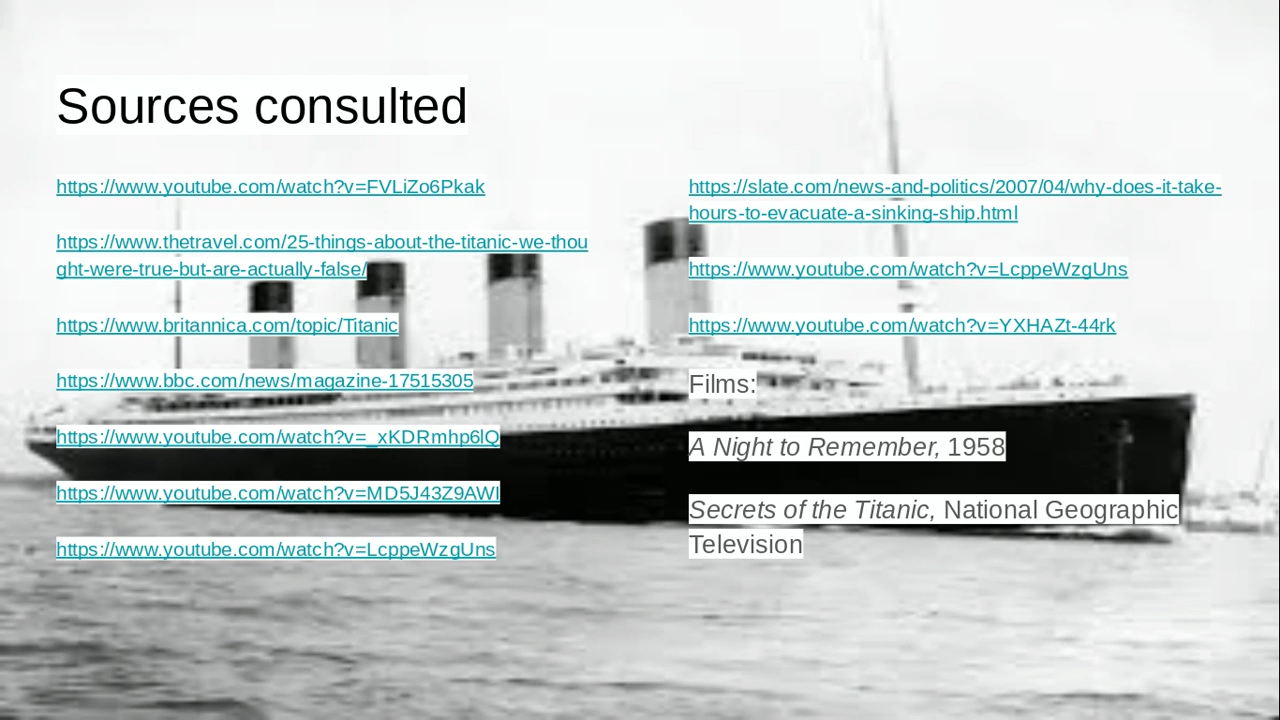 Sources consulted
https://www.youtube.com/watch?v=FVLiZo6Pkak
https://www.thetravel.com/25-things-about-the-titanic-we-thou
ght-were-true-but-are-actually-false/
https://www.britannica.com/topic/Titanic
https://www.bbc.com/news/magazine-17515305
https://www.youtube.com/watch?v=_xKDRmhp6lQ
https://www.youtube.com/watch?v=MD5J43Z9AWI
https://www.youtube.com/watch?v=LcppeWzgUns
https://slate.com/news-and-politics/2007/04/why-does-it-take-
hours-to-evacuate-a-sinking-ship.html
https://www.youtube.com/watch?v=LcppeWzgUns
https://www.youtube.com/watch?v=YXHAZt-44rk
Films:
A Night to Remember, 1958
Secrets of the Titanic, National Geographic
Television